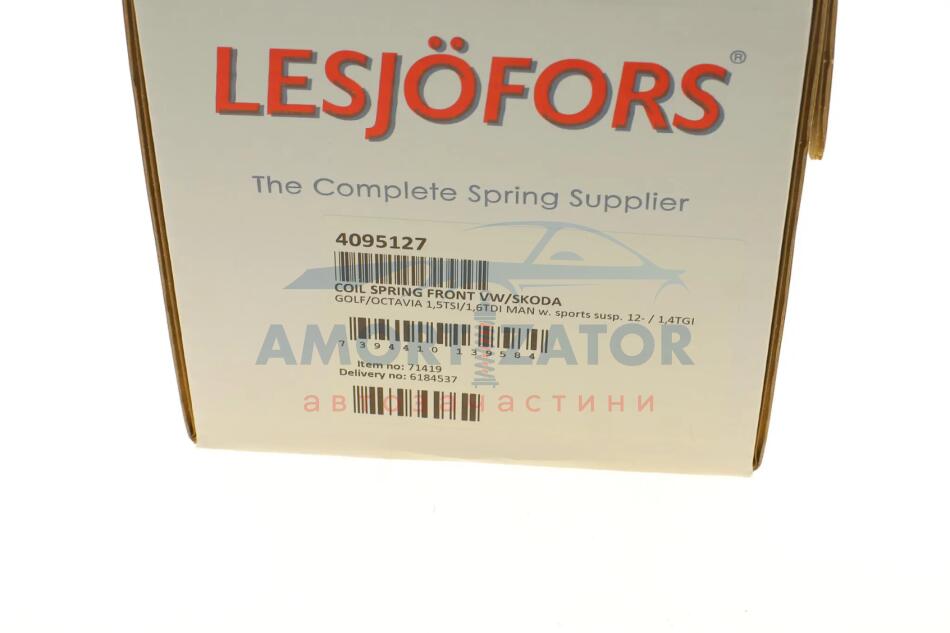 LESJÖFORS®
The Complete Spring Supplier
4095127
COIL SPRING FRONT VW/SKODA
GOLF/OCTAVIA 1,5TSI/1,6TDI MAN w. sports susp. 12- / 1,4TGI
7 394410 139584
AMORTIZATOR
Item no: 71419
Delivery no: 6184537
автозапчастини